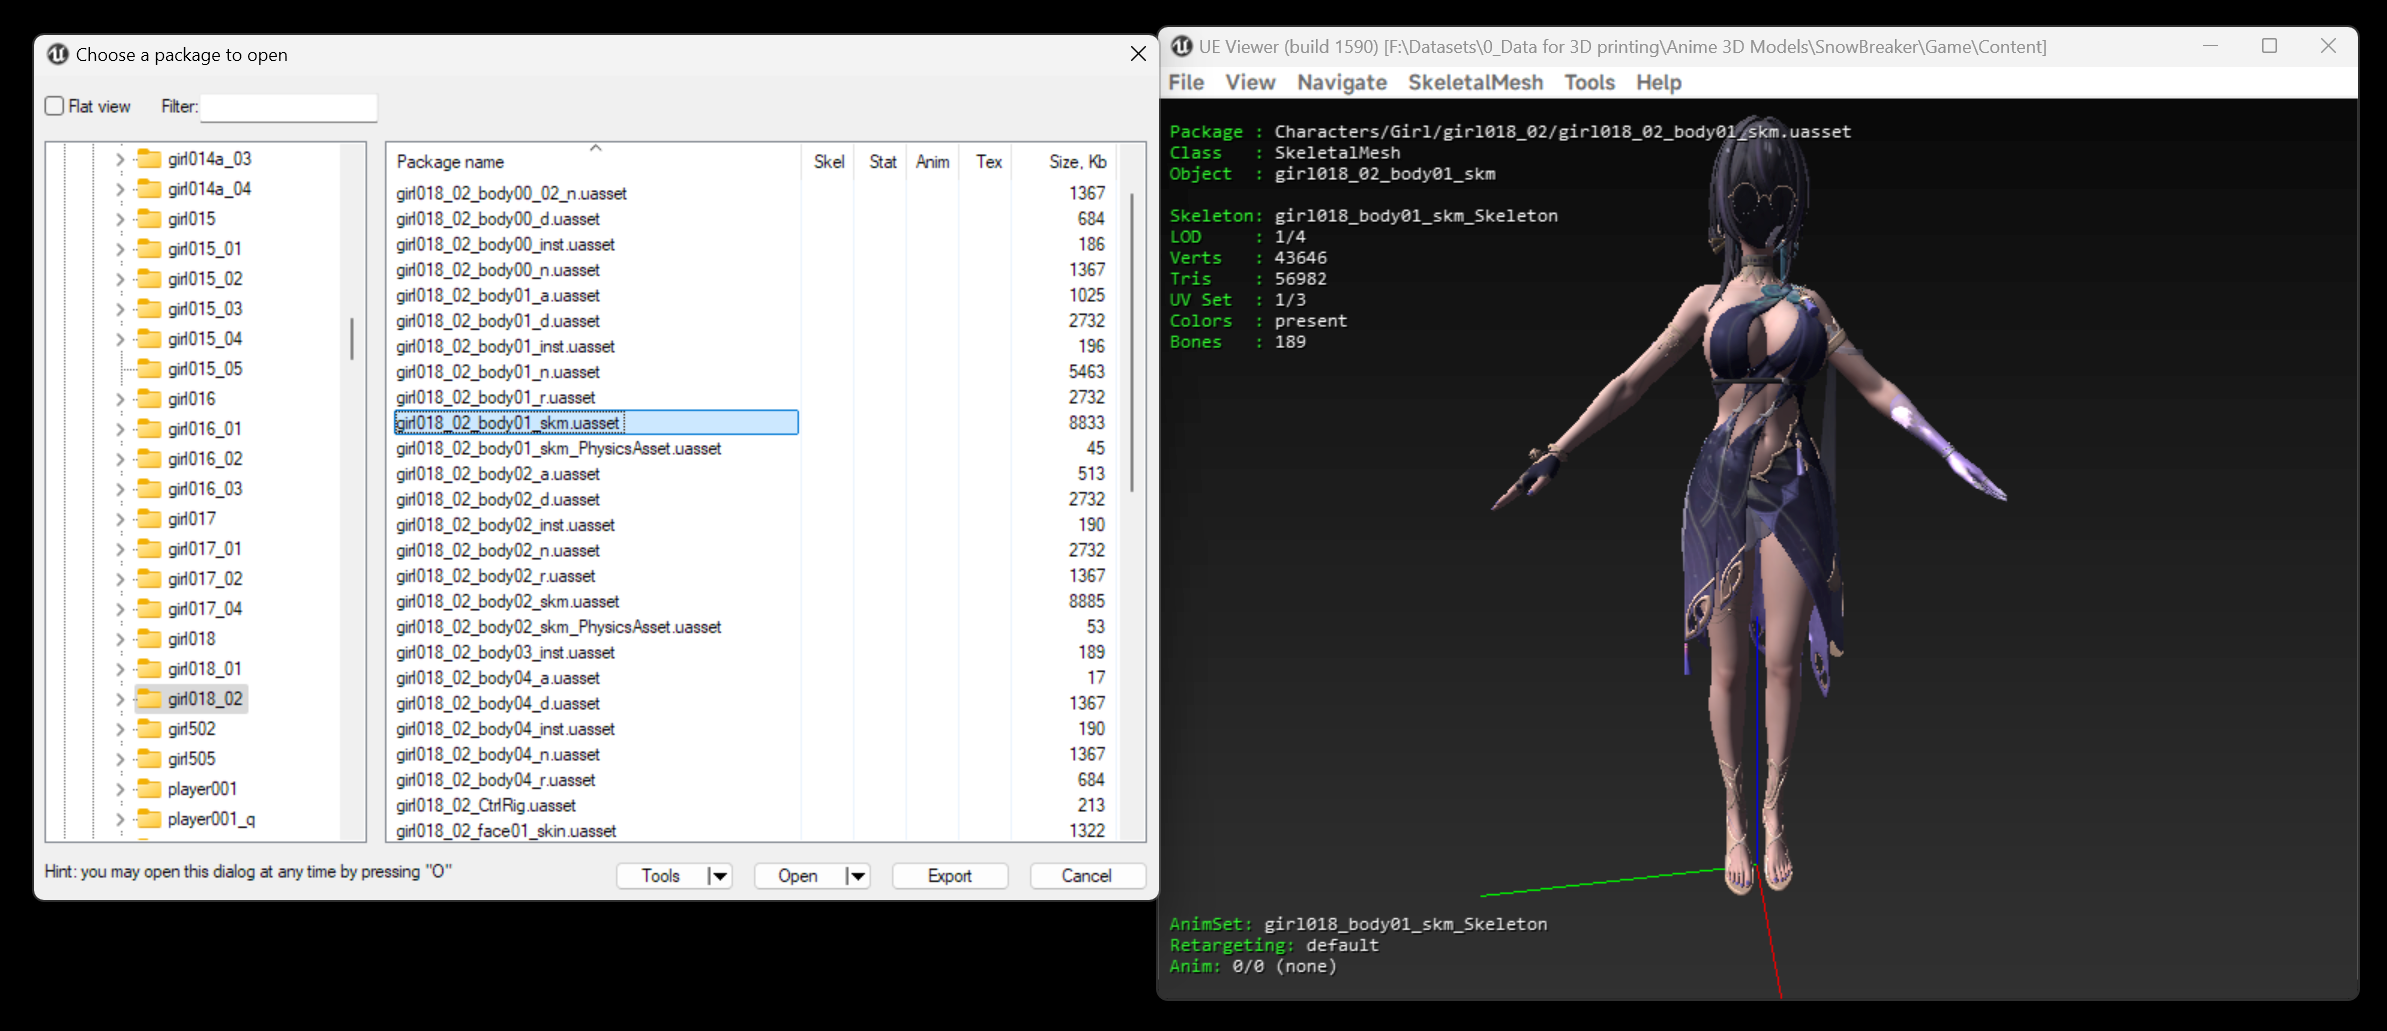 Choose a package to open
Flat view
Filter:
girl014a_03
girl014a_04
girl015
girl015_01
girl015_02
girl015_03
girl015_04
girl015_05
girl016
girl016_01
girl016_02
girl016_03
girl017
girl017_01
girl017_02
girl017_04
girl018
girl018_01
girl018_02
girl502
girl505
player001
player001_q
Package name Skel Stat Anim Tex Size, Kb
girl018_02_body00_02_n.uasset 1367
girl018_02_body00_d.uasset 684
girl018_02_body00_inst.uasset 186
girl018_02_body00_n.uasset 1367
girl018_02_body01_a.uasset 1025
girl018_02_body01_d.uasset 2732
girl018_02_body01_inst.uasset 196
girl018_02_body01_n.uasset 5463
girl018_02_body01_r.uasset 2732
girl018_02_body01_skm.uasset 8833
girl018_02_body01_skm_PhysicsAsset.uasset 45
girl018_02_body02_a.uasset 513
girl018_02_body02_d.uasset 2732
girl018_02_body02_inst.uasset 190
girl018_02_body02_n.uasset 2732
girl018_02_body02_r.uasset 1367
girl018_02_body02_skm.uasset 8885
girl018_02_body02_skm_PhysicsAsset.uasset 53
girl018_02_body03_inst.uasset 189
girl018_02_body04_a.uasset 17
girl018_02_body04_d.uasset 1367
girl018_02_body04_inst.uasset 190
girl018_02_body04_n.uasset 1367
girl018_02_body04_r.uasset 684
girl018_02_CtrlRig.uasset 213
girl018_02_face01_skin.uasset 1322
Hint: you may open this dialog at any time by pressing "O"
Tools
Open
Export
Cancel
UE Viewer (build 1590) [F:\Datasets\0_Data for 3D printing\Anime 3D Models\SnowBreaker\Game\Content]
File View Navigate SkeletalMesh Tools Help
Package : Characters/Girl/girl018_02/girl018_02_body01_skm.uasset
Class : SkeletalMesh
Object : girl018_02_body01_skm
Skeleton: girl018_body01_skm_Skeleton
LOD : 1/4
Verts : 43646
Tris : 56982
UV Set : 1/3
Colors : present
Bones : 189
AnimSet: girl018_body01_skm_Skeleton
Retargeting: default
Anim: 0/0 (none)